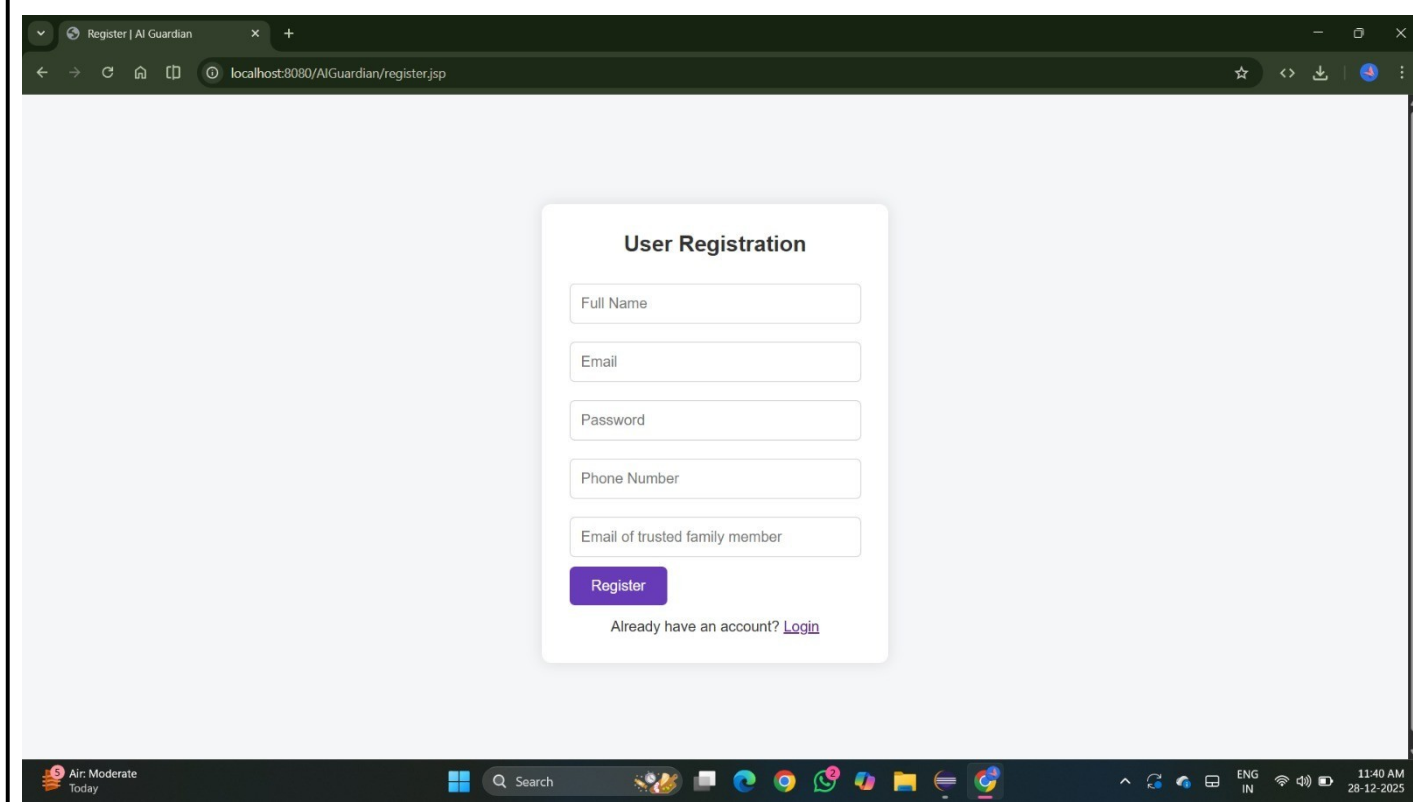 Register | AI Guardian
localhost:8080/AIGuardian/register.jsp
User Registration
Full Name
Email
Password
Phone Number
Email of trusted family member
Register
Already have an account? Login
5
Air: Moderate
Today
Search
2
ENG
IN
11:40 AM
28-12-2025